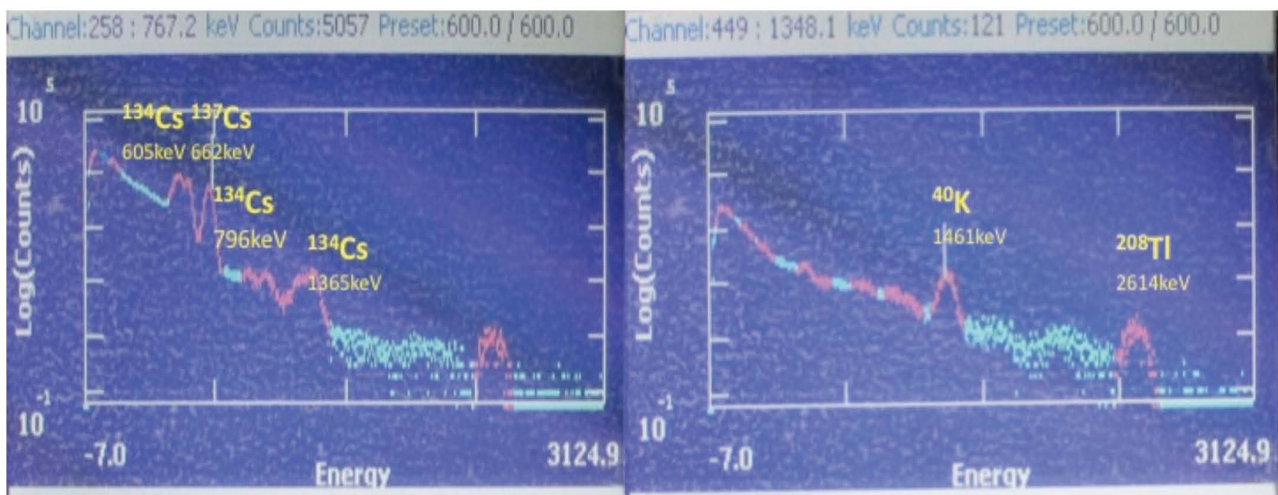 Channel:258 : 767.2 keV Counts:5057 Preset:600.0 / 600.0
10
5
134Cs 137Cs
605keV 662keV
134Cs
796keV
134Cs
1365keV
Log(Counts)
-1
10
-7.0
Energy
3124.9
Channel:449 : 1348.1 keV Counts:121 Preset:600.0 / 600.0
10
5
40K
1461keV
208Tl
2614keV
Log(Counts)
-1
10
-7.0
Energy
3124.9